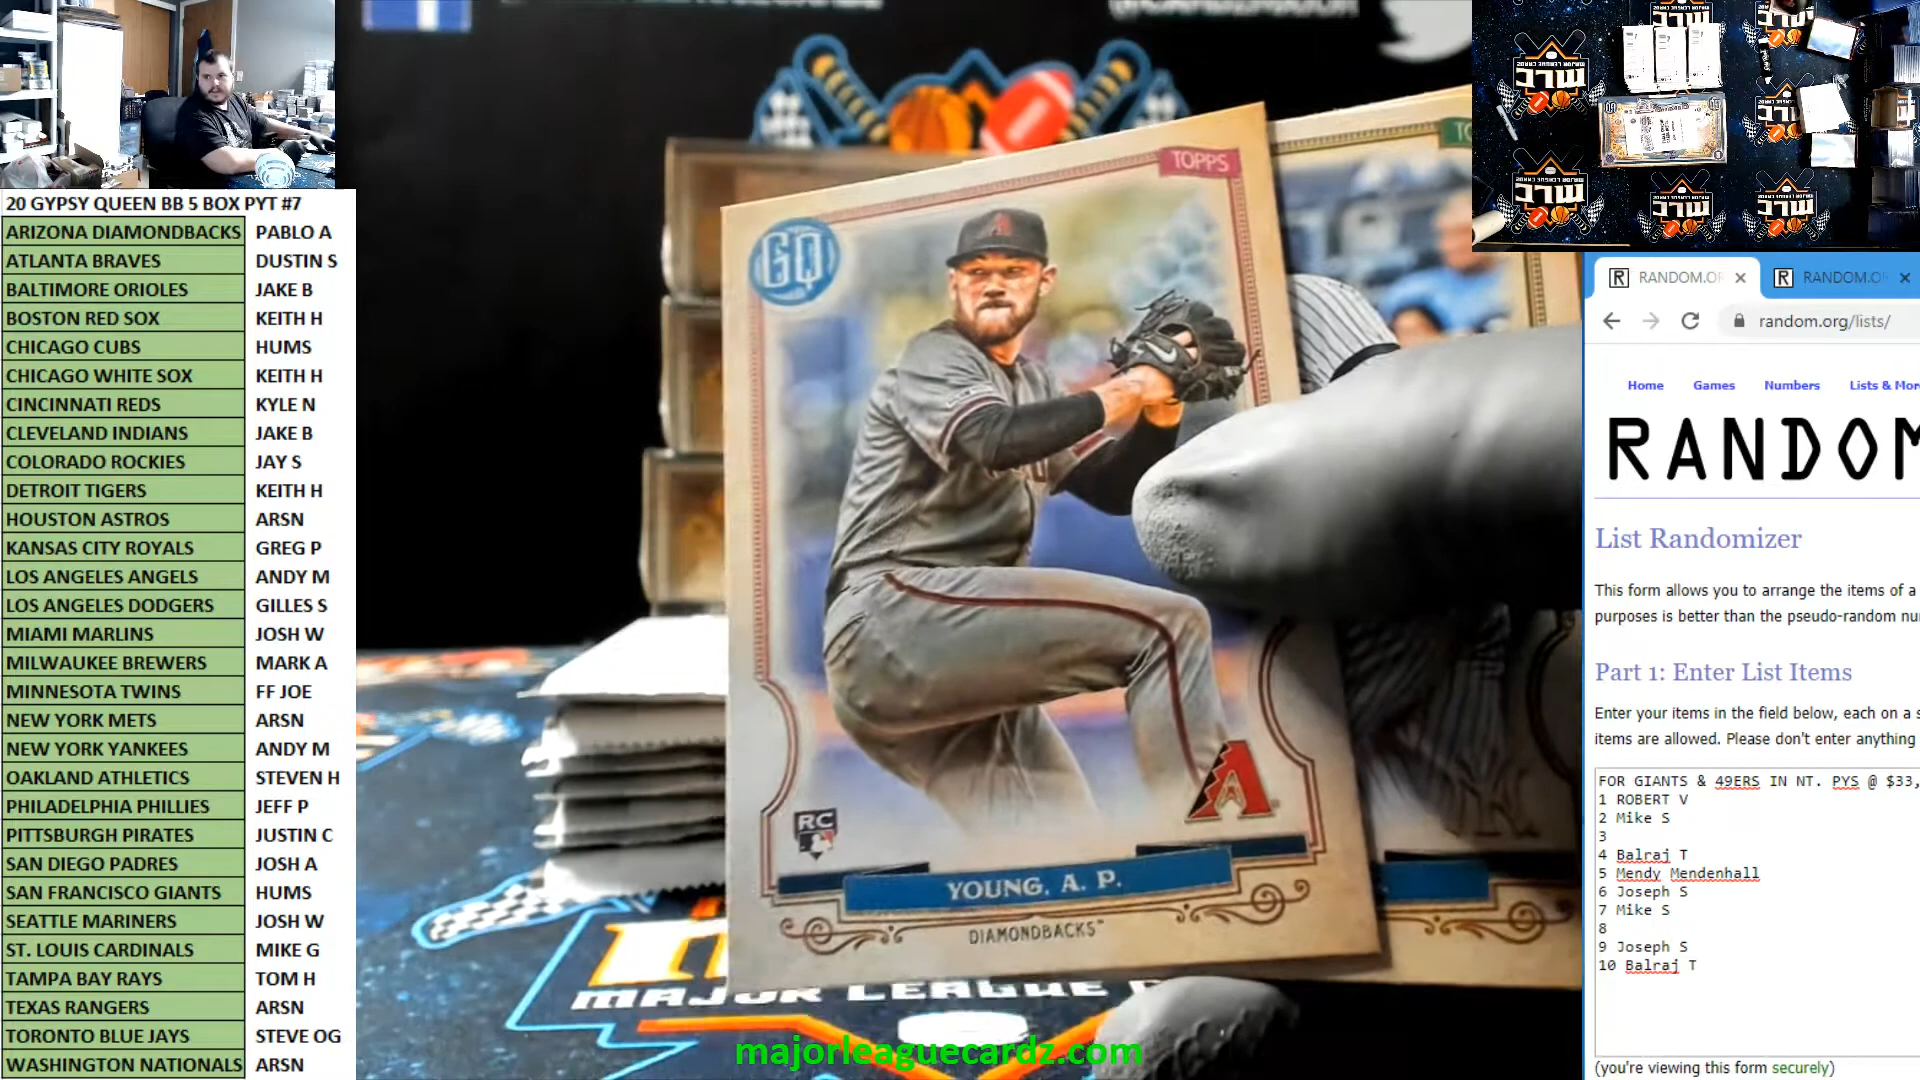 20 GYPSY QUEEN BB 5 BOX PYT #7
ARIZONA DIAMONDBACKS PABLO A
ATLANTA BRAVES DUSTIN S
BALTIMORE ORIOLES JAKE B
BOSTON RED SOX KEITH H
CHICAGO CUBS HUMS
CHICAGO WHITE SOX KEITH H
CINCINNATI REDS KYLE N
CLEVELAND INDIANS JAKE B
COLORADO ROCKIES JAY S
DETROIT TIGERS KEITH H
HOUSTON ASTROS ARSN
KANSAS CITY ROYALS GREG P
LOS ANGELES ANGELS ANDY M
LOS ANGELES DODGERS GILLES S
MIAMI MARLINS JOSH W
MILWAUKEE BREWERS MARK A
MINNESOTA TWINS FF JOE
NEW YORK METS ARSN
NEW YORK YANKEES ANDY M
OAKLAND ATHLETICS STEVEN H
PHILADELPHIA PHILLIES JEFF P
PITTSBURGH PIRATES JUSTIN C
SAN DIEGO PADRES JOSH A
SAN FRANCISCO GIANTS HUMS
SEATTLE MARINERS JOSH W
ST. LOUIS CARDINALS MIKE G
TAMPA BAY RAYS TOM H
TEXAS RANGERS ARSN
TORONTO BLUE JAYS STEVE OG
WASHINGTON NATIONALS ARSN
TOPPS
GQ
A
RC
YOUNG, A. P.
DIAMONDBACKS™
MAJOR LEAGUE
majorleaguecardz.com
RANDOM.OR
RANDOM.OR
random.org/lists/
Home Games Numbers Lists & Mor
RANDOM
List Randomizer
This form allows you to arrange the items of a
purposes is better than the pseudo-random nu
Part 1: Enter List Items
Enter your items in the field below, each on a s
items are allowed. Please don't enter anything
FOR GIANTS & 49ERS IN NT. PYS @ $33,
1 ROBERT V
2 Mike S
3
4 Balraj T
5 Mendy Mendenhall
6 Joseph S
7 Mike S
8
9 Joseph S
10 Balraj T
(you're viewing this form securely)